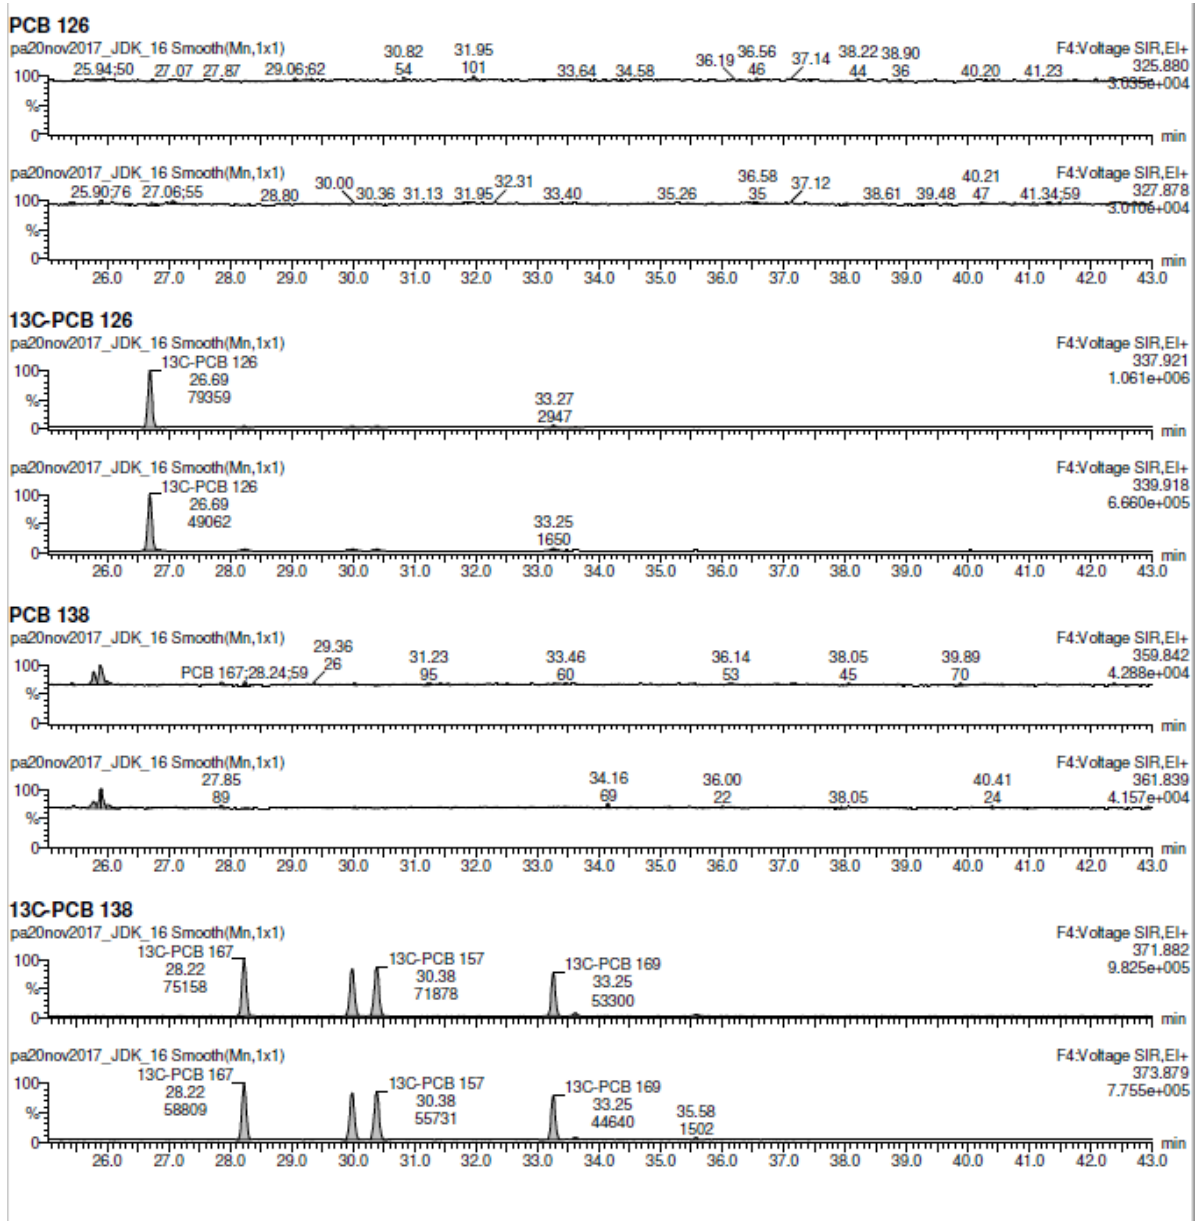 PCB 126
pa20nov2017_JDK_16 Smooth(Mn,1x1)
F4:Voltage SIR,EI+
325.880
3.035e+004
25.94;50 27.07 27.87 29.06;62 30.82 54 31.95 101 33.64 34.58 36.19 36.56 46 37.14 38.22 44 38.90 36 40.20 41.23
100
%
0
min
pa20nov2017_JDK_16 Smooth(Mn,1x1)
F4:Voltage SIR,EI+
327.878
3.010e+004
25.90;76 27.06;55 28.80 30.00 30.36 31.13 31.95 32.31 33.40 35.26 36.58 35 37.12 38.61 39.48 40.21 47 41.34;59
100
%
0
min
26.0 27.0 28.0 29.0 30.0 31.0 32.0 33.0 34.0 35.0 36.0 37.0 38.0 39.0 40.0 41.0 42.0 43.0
13C-PCB 126
pa20nov2017_JDK_16 Smooth(Mn,1x1)
F4:Voltage SIR,EI+
337.921
1.061e+006
13C-PCB 126
26.69
79359
33.27
2947
100
%
0
min
pa20nov2017_JDK_16 Smooth(Mn,1x1)
F4:Voltage SIR,EI+
339.918
6.660e+005
13C-PCB 126
26.69
49062
33.25
1650
100
%
0
min
26.0 27.0 28.0 29.0 30.0 31.0 32.0 33.0 34.0 35.0 36.0 37.0 38.0 39.0 40.0 41.0 42.0 43.0
PCB 138
pa20nov2017_JDK_16 Smooth(Mn,1x1)
F4:Voltage SIR,EI+
359.842
4.288e+004
PCB 167;28.24;59 29.36 26 31.23 95 33.46 60 36.14 53 38.05 45 39.89 70
100
%
0
min
pa20nov2017_JDK_16 Smooth(Mn,1x1)
F4:Voltage SIR,EI+
361.839
4.157e+004
27.85 89 34.16 69 36.00 22 38.05 40.41 24
100
%
0
min
26.0 27.0 28.0 29.0 30.0 31.0 32.0 33.0 34.0 35.0 36.0 37.0 38.0 39.0 40.0 41.0 42.0 43.0
13C-PCB 138
pa20nov2017_JDK_16 Smooth(Mn,1x1)
F4:Voltage SIR,EI+
371.882
9.825e+005
13C-PCB 167
28.22
75158
13C-PCB 157
30.38
71878
13C-PCB 169
33.25
53300
100
%
0
min
pa20nov2017_JDK_16 Smooth(Mn,1x1)
F4:Voltage SIR,EI+
373.879
7.755e+005
13C-PCB 167
28.22
58809
13C-PCB 157
30.38
55731
13C-PCB 169
33.25
44640
35.58
1502
100
%
0
min
26.0 27.0 28.0 29.0 30.0 31.0 32.0 33.0 34.0 35.0 36.0 37.0 38.0 39.0 40.0 41.0 42.0 43.0